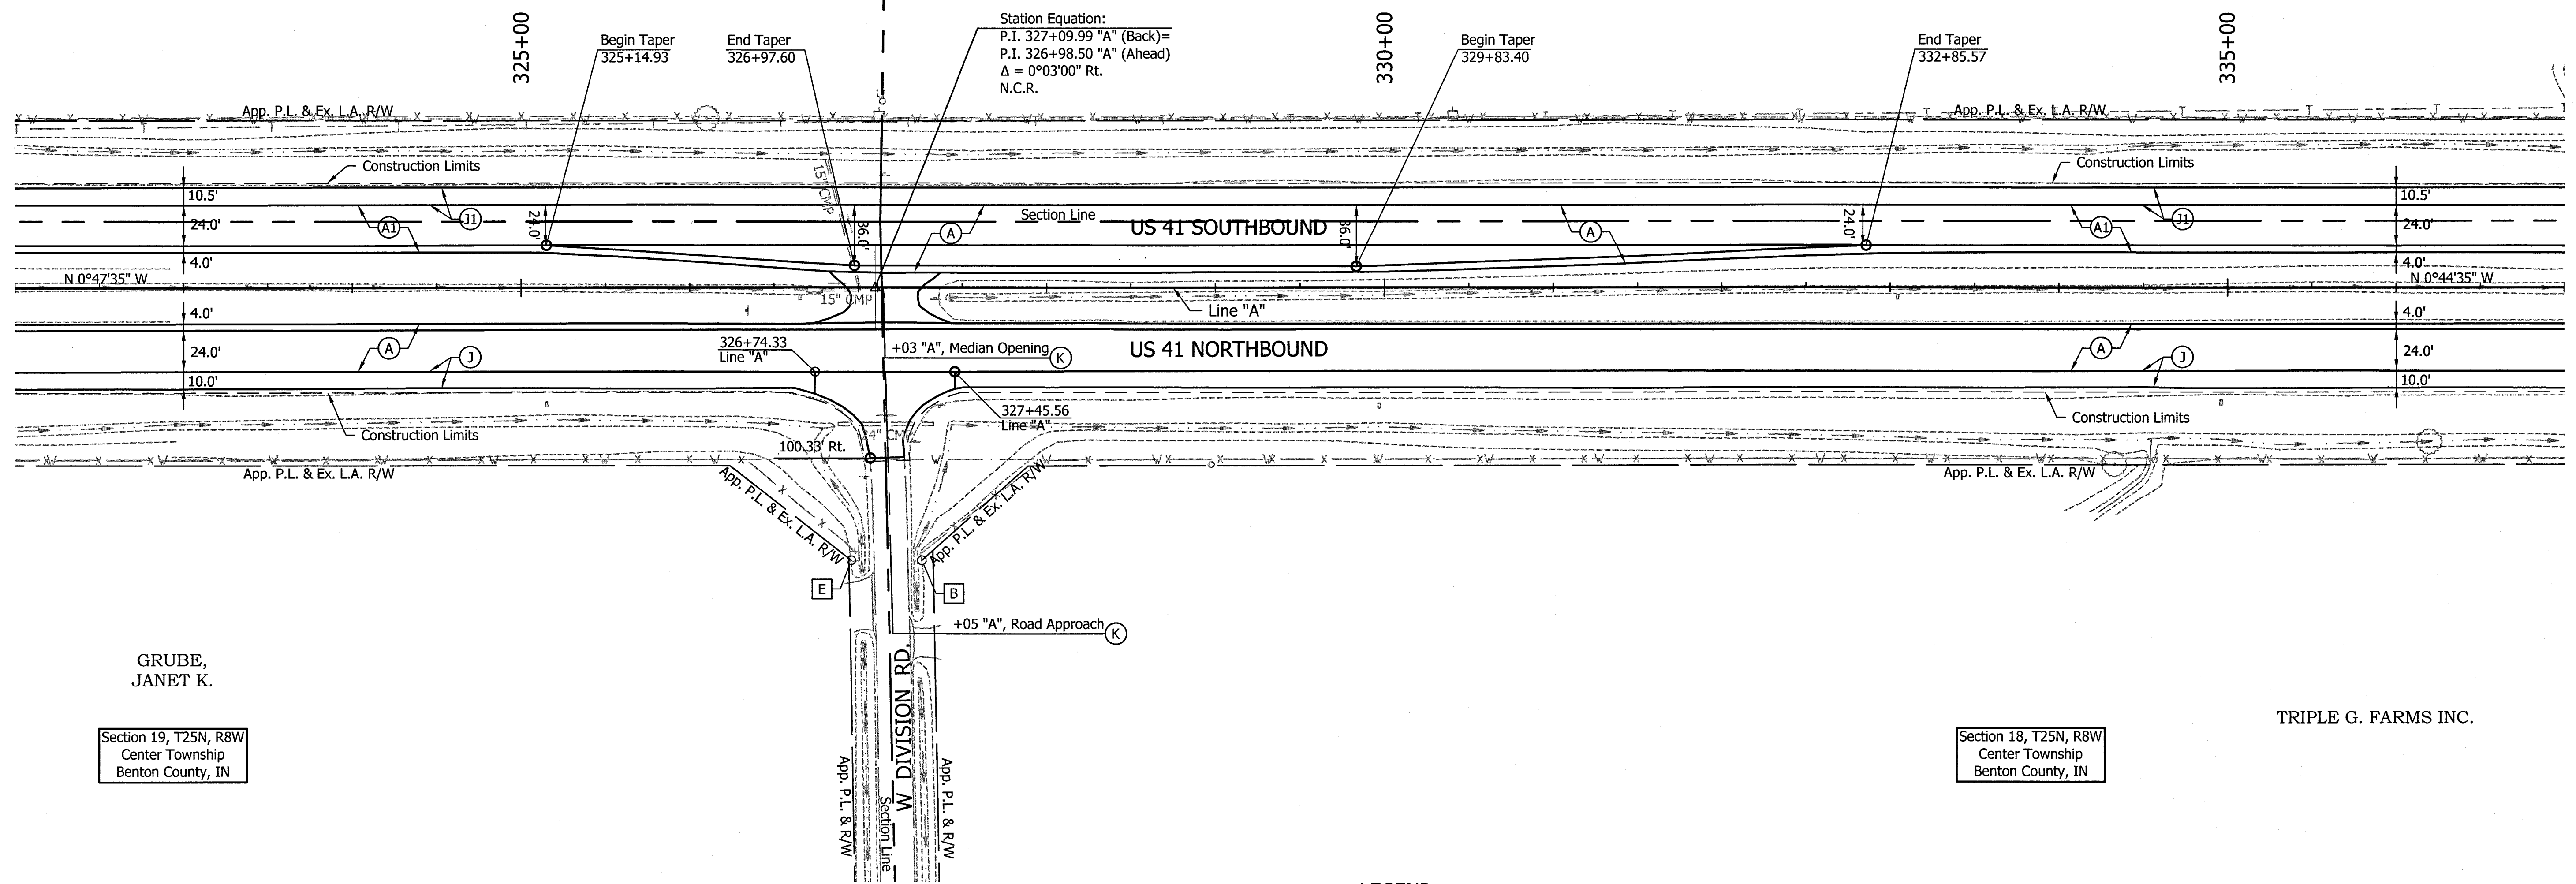 325+00
330+00
335+00
Begin Taper
325+14.93
End Taper
326+97.60
Station Equation:
P.I. 327+09.99 "A" (Back)=
P.I. 326+98.50 "A" (Ahead)
Δ = 0°03'00" Rt.
N.C.R.
Begin Taper
329+83.40
End Taper
332+85.57
App. P.L. & Ex. L.A. R/W
App. P.L. & Ex. L.A. R/W
Construction Limits
Construction Limits
15" CMP
10.5'
24.0'
4.0'
J1
A1
24.0'
36.0'
A
Section Line
US 41 SOUTHBOUND
36.0'
A
24.0'
A1
J1
10.5'
24.0'
4.0'
N 0°47'35" W
N 0°44'35" W
15" CMP
Line "A"
4.0'
24.0'
10.0'
A
J
326+74.33
Line "A"
+03 "A", Median Opening
K
US 41 NORTHBOUND
A
J
4.0'
24.0'
10.0'
327+45.56
Line "A"
Construction Limits
Construction Limits
24" CM
100.33' Rt.
App. P.L. & Ex. L.A. R/W
App. P.L. & Ex. L.A. R/W
App. P.L. & Ex. L.A. R/W
App. P.L. & Ex. L.A. R/W
E
B
+05 "A", Road Approach
K
W DIVISION RD.
App. P.L. & R/W
Section Line
App. P.L. & R/W
GRUBE,
JANET K.
Section 19, T25N, R8W
Center Township
Benton County, IN
TRIPLE G. FARMS INC.
Section 18, T25N, R8W
Center Township
Benton County, IN